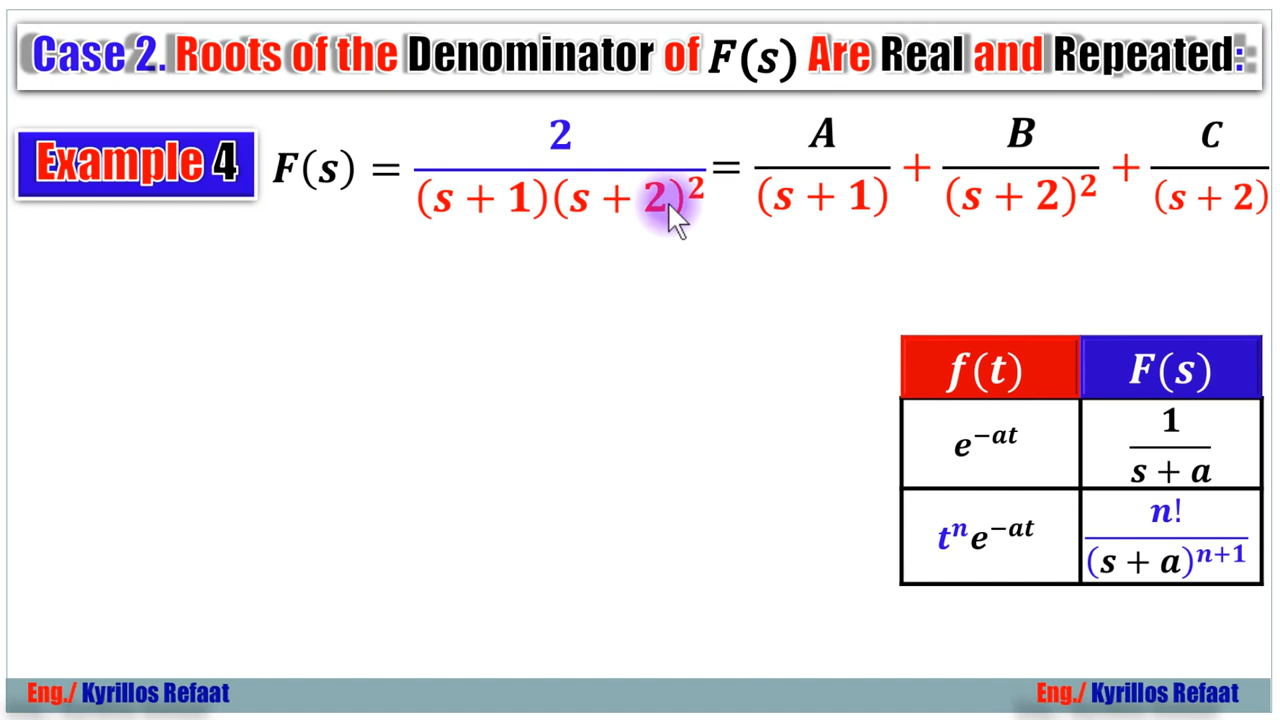 Case 2. Roots of the Denominator of F(s) Are Real and Repeated:
Example 4 F(s) = 2 / (s + 1)(s + 2)² = A / (s + 1) + B / (s + 2)² + C / (s + 2)
f(t) F(s)
e^{-at} 1 / s + a
tⁿe^{-at} n! / (s + a)^{n+1}
Eng./ Kyrillos Refaat Eng./ Kyrillos Refaat